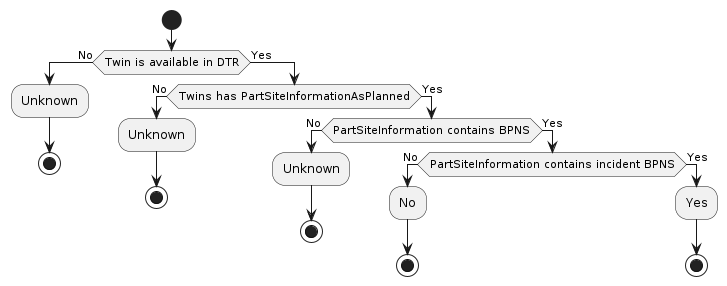 No
Twin is available in DTR
Yes
Unknown
No
Twins has PartSiteInformationAsPlanned
Yes
Unknown
No
PartSiteInformation contains BPNS
Yes
Unknown
No
PartSiteInformation contains incident BPNS
Yes
No
Yes